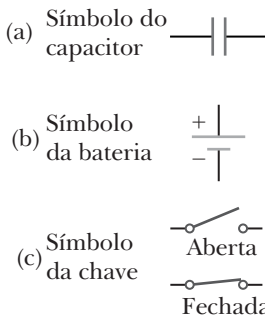 (a) Símbolo do
capacitor
(b) Símbolo
da bateria
+
−
(c) Símbolo
da chave
Aberta
Fechada